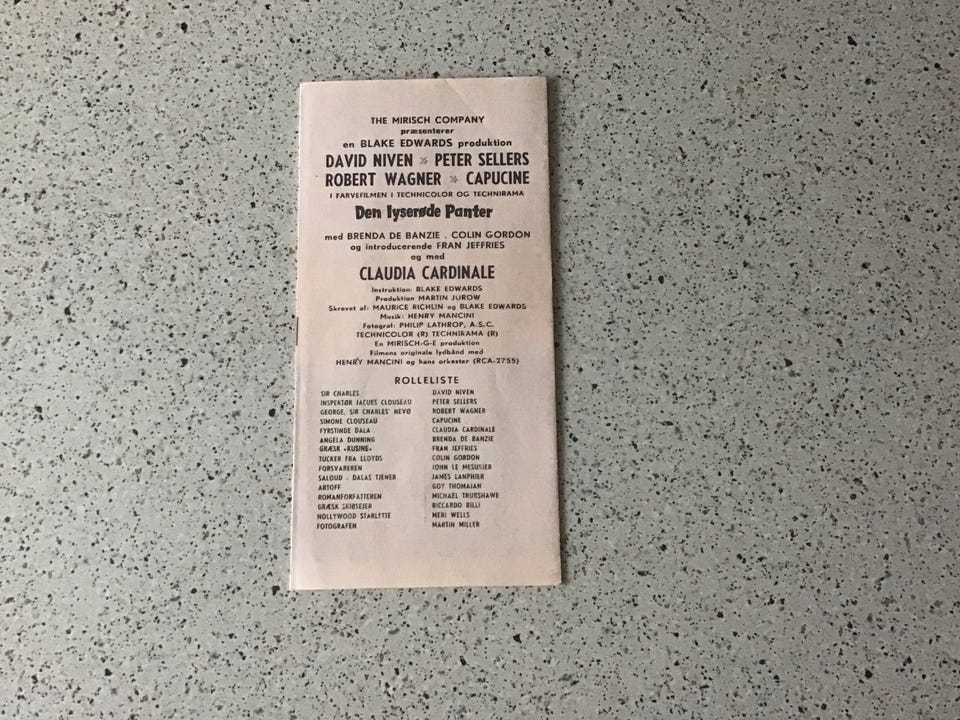 THE MIRISCH COMPANY
præsenterer
en BLAKE EDWARDS produktion
DAVID NIVEN * PETER SELLERS
ROBERT WAGNER * CAPUCINE
I FARVEFILMEN I TECHNICOLOR OG TECHNIRAMA
Den lyserøde Panter
med BRENDA DE BANZIE . COLIN GORDON
og introducerende FRAN JEFFRIES
og med
CLAUDIA CARDINALE
Instruktion: BLAKE EDWARDS
Produktion MARTIN JUROW
Skrevet af: MAURICE RICHLIN og BLAKE EDWARDS
Musik: HENRY MANCINI
Fotograf: PHILIP LATHROP, A.S.C.
TECHNICOLOR (R) TECHNIRAMA (R)
En MIRISCH-G-E produktion
Filmens originale lydbånd med
HENRY MANCINI og hans orkester (RCA-2755)
ROLLELISTE
SIR CHARLES DAVID NIVEN
INSPEKTØR JACUES CLOUSEAU PETER SELLERS
GEORGE, SIR CHARLES' NEVØ ROBERT WAGNER
SIMONE CLOUSEAU CAPUCINE
FYRSTINDE DALA CLAUDIA CARDINALE
ANGELA DUNNING BRENDA DE BANZIE
GRÆSK »KUSINE« FRAN JEFFRIES
TUCKER FRA LLOYDS COLIN GORDON
FORSVAREREN JOHN LE MESURIER
SALOUD - DALAS TJENER JAMES LANPHIER
ARTOFF GOY THOMAJAN
ROMANFORFATTEREN MICHAEL TRUBSHAWE
GRÆSK SKIBSEJER RICCARDO BILLI
HOLLYWOOD STARLETTE MERI WELLS
FOTOGRAFEN MARTIN MILLER